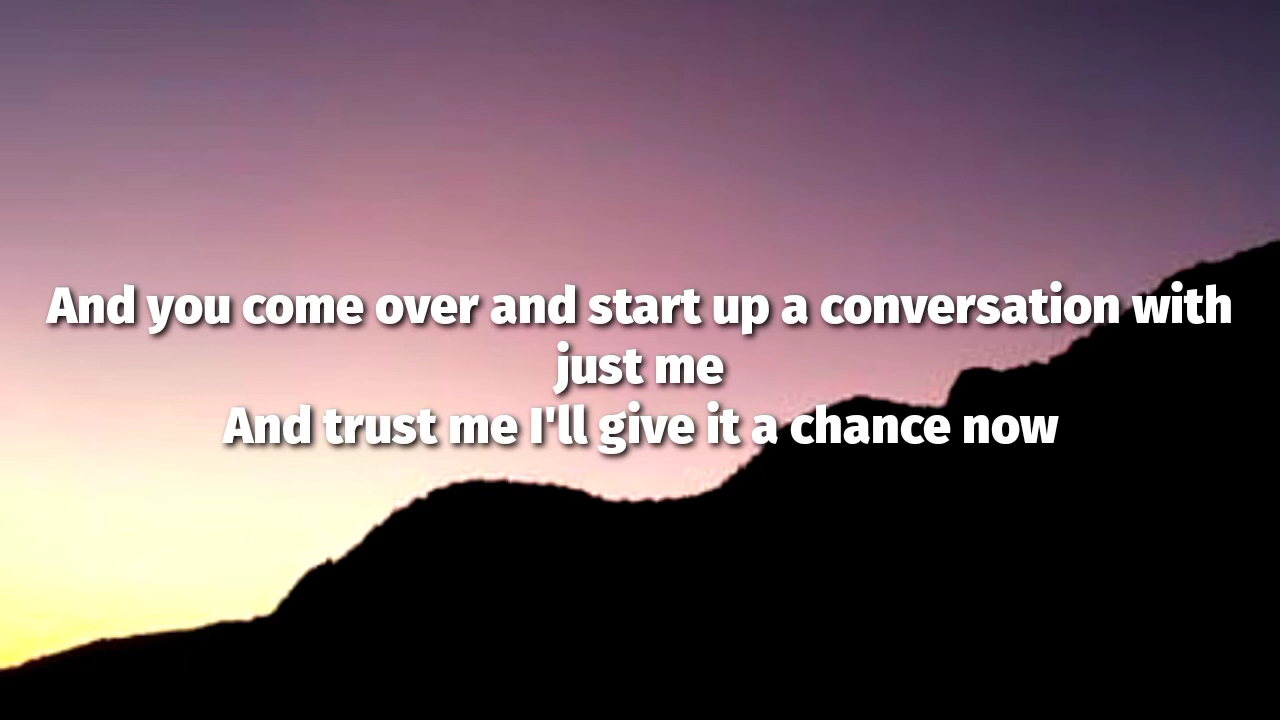 And you come over and start up a conversation with
just me
And trust me I'll give it a chance now